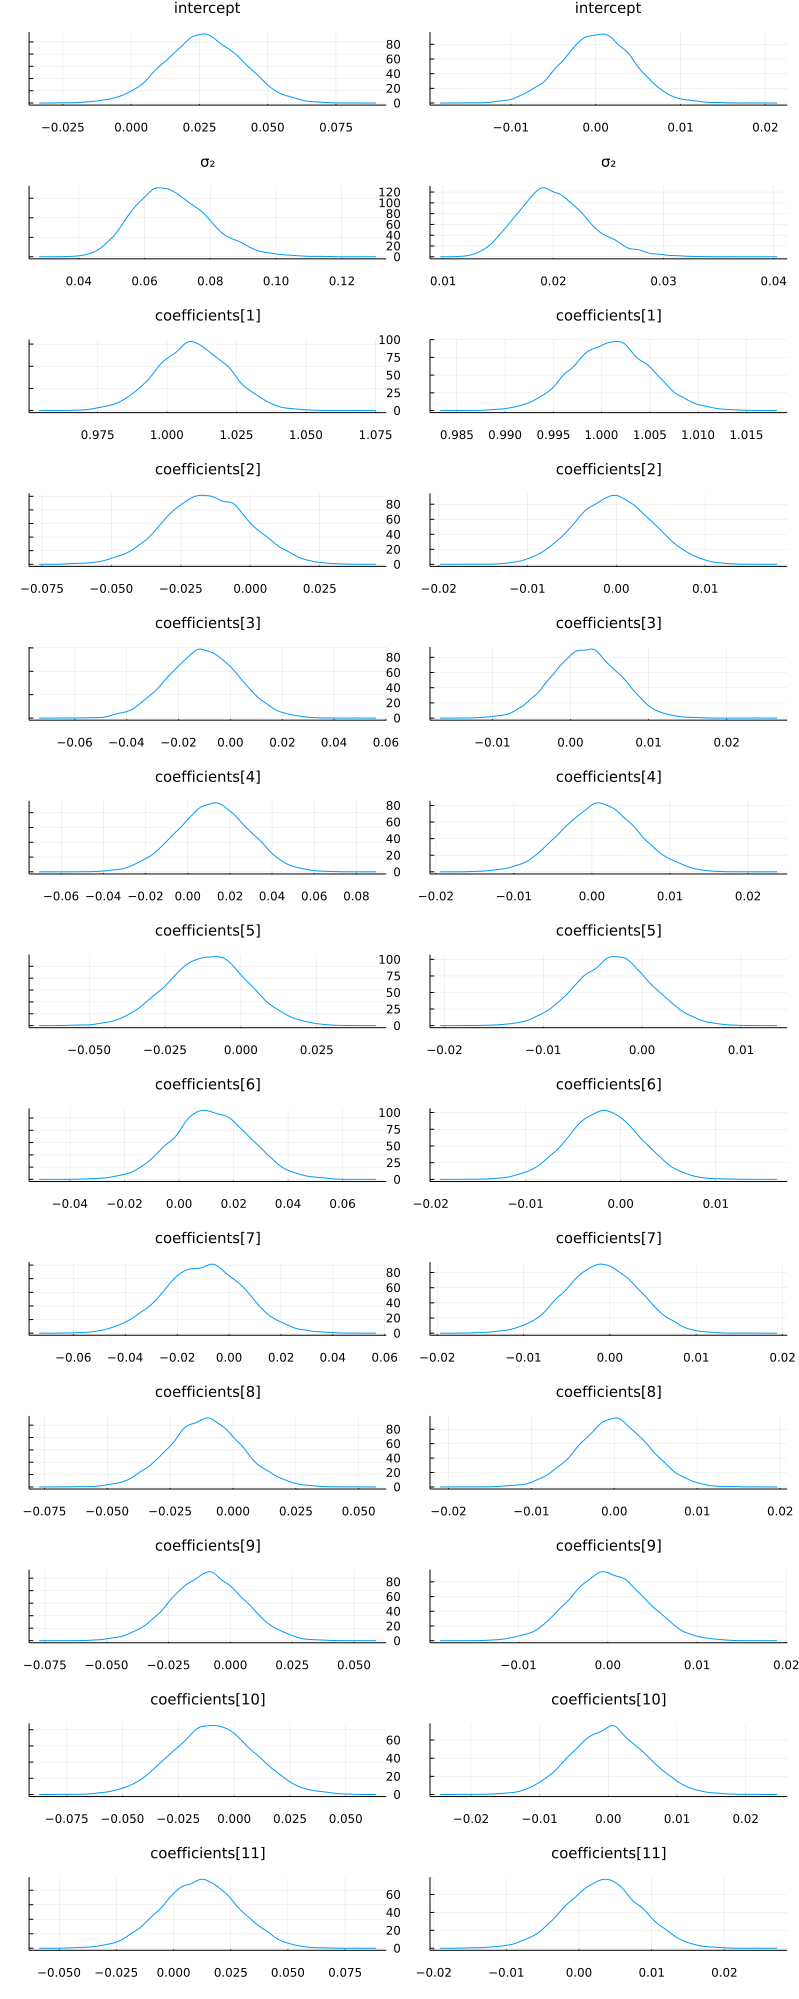 intercept intercept
80
60
40
20
0
−0.025 0.000 0.025 0.050 0.075 −0.01 0.00 0.01 0.02
σ₂ σ₂
120
100
80
60
40
20
0
0.04 0.06 0.08 0.10 0.12 0.01 0.02 0.03 0.04
coefficients[1] coefficients[1]
100
75
50
25
0
0.975 1.000 1.025 1.050 1.075 0.985 0.990 0.995 1.000 1.005 1.010 1.015
coefficients[2] coefficients[2]
80
60
40
20
0
−0.075 −0.050 −0.025 0.000 0.025 −0.02 −0.01 0.00 0.01
coefficients[3] coefficients[3]
80
60
40
20
0
−0.06 −0.04 −0.02 0.00 0.02 0.04 0.06 −0.01 0.00 0.01 0.02
coefficients[4] coefficients[4]
80
60
40
20
0
−0.06 −0.04 −0.02 0.00 0.02 0.04 0.06 0.08 −0.02 −0.01 0.00 0.01 0.02
coefficients[5] coefficients[5]
100
75
50
25
0
−0.050 −0.025 0.000 0.025 −0.02 −0.01 0.00 0.01
coefficients[6] coefficients[6]
100
75
50
25
0
−0.04 −0.02 0.00 0.02 0.04 0.06 −0.02 −0.01 0.00 0.01
coefficients[7] coefficients[7]
80
60
40
20
0
−0.06 −0.04 −0.02 0.00 0.02 0.04 0.06 −0.02 −0.01 0.00 0.01 0.02
coefficients[8] coefficients[8]
80
60
40
20
0
−0.075 −0.050 −0.025 0.000 0.025 0.050 −0.02 −0.01 0.00 0.01 0.02
coefficients[9] coefficients[9]
80
60
40
20
0
−0.075 −0.050 −0.025 0.000 0.025 0.050 −0.01 0.00 0.01 0.02
coefficients[10] coefficients[10]
60
40
20
0
−0.075 −0.050 −0.025 0.000 0.025 0.050 −0.02 −0.01 0.00 0.01 0.02
coefficients[11] coefficients[11]
60
40
20
0
−0.050 −0.025 0.000 0.025 0.050 0.075 −0.02 −0.01 0.00 0.01 0.02